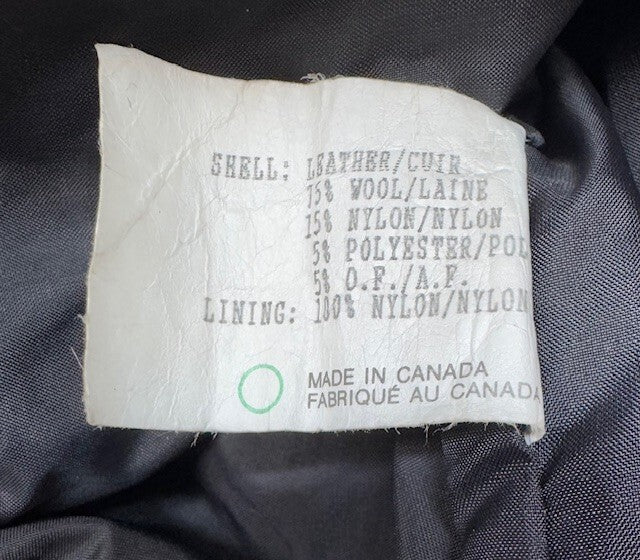 SHELL: LEATHER/CUIR
75% WOOL/LAINE
15% NYLON/NYLON
5% POLYESTER/POL
5% O.F./A.F.
LINING: 100% NYLON/NYLON
MADE IN CANADA
FABRIQUÉ AU CANADA